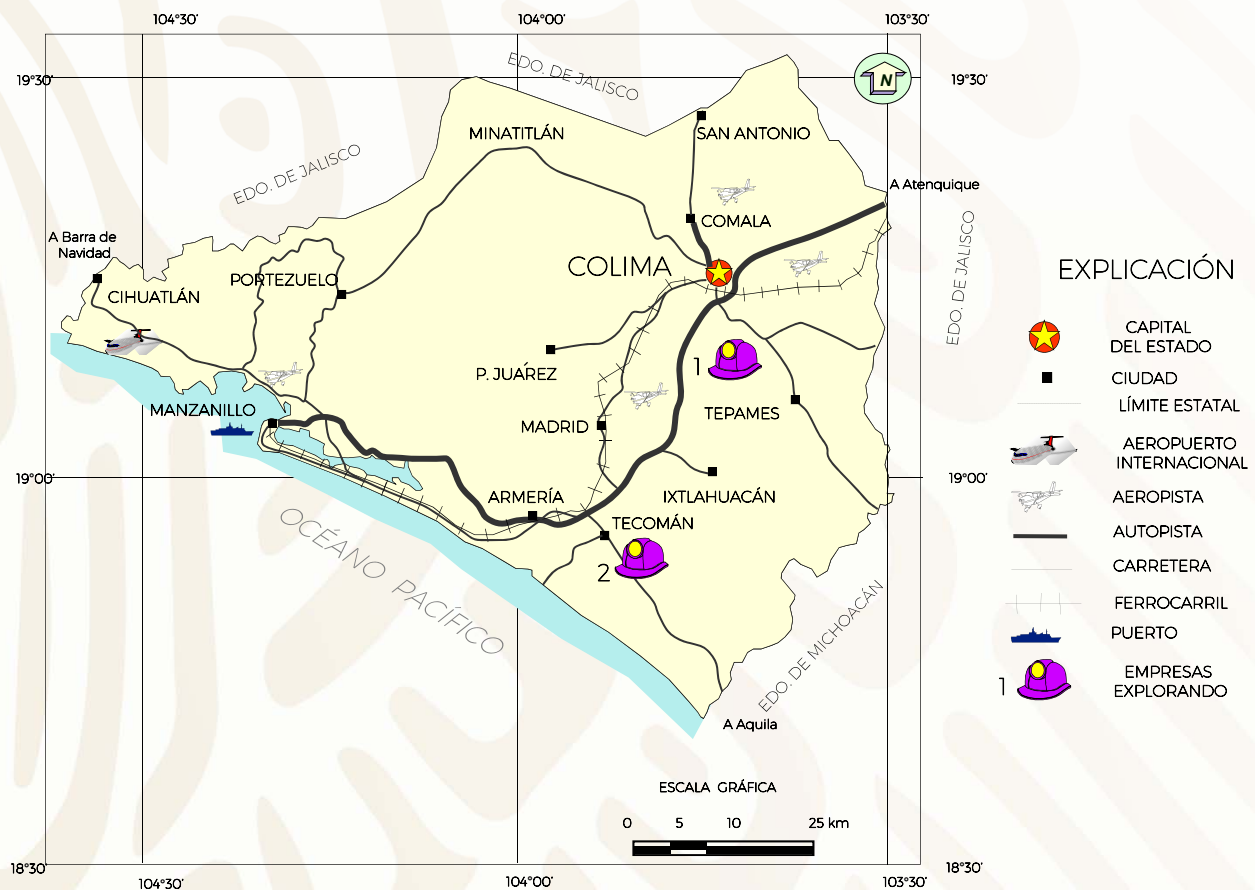 104°30'
104°00'
103°30'
19°30'
19°30'
EDO. DE JALISCO
N
MINATITLÁN
SAN ANTONIO
EDO. DE JALISCO
A Atenquique
COMALA
A Barra de
Navidad
EDO. DE JALISCO
COLIMA
PORTEZUELO
CIHUATLÁN
P. JUÁREZ
1
MANZANILLO
TEPAMES
MADRID
19°00'
19°00'
ARMERÍA
IXTLAHUACÁN
TECOMÁN
OCÉANO PACÍFICO
2
EDO. DE MICHOACÁN
A Aquila
ESCALA GRÁFICA
0 5 10 25 km
18°30'
18°30'
104°30'
104°00'
103°30'
EXPLICACIÓN
CAPITAL
DEL ESTADO
CIUDAD
LÍMITE ESTATAL
AEROPUERTO
INTERNACIONAL
AEROPISTA
AUTOPISTA
CARRETERA
FERROCARRIL
PUERTO
1
EMPRESAS
EXPLORANDO